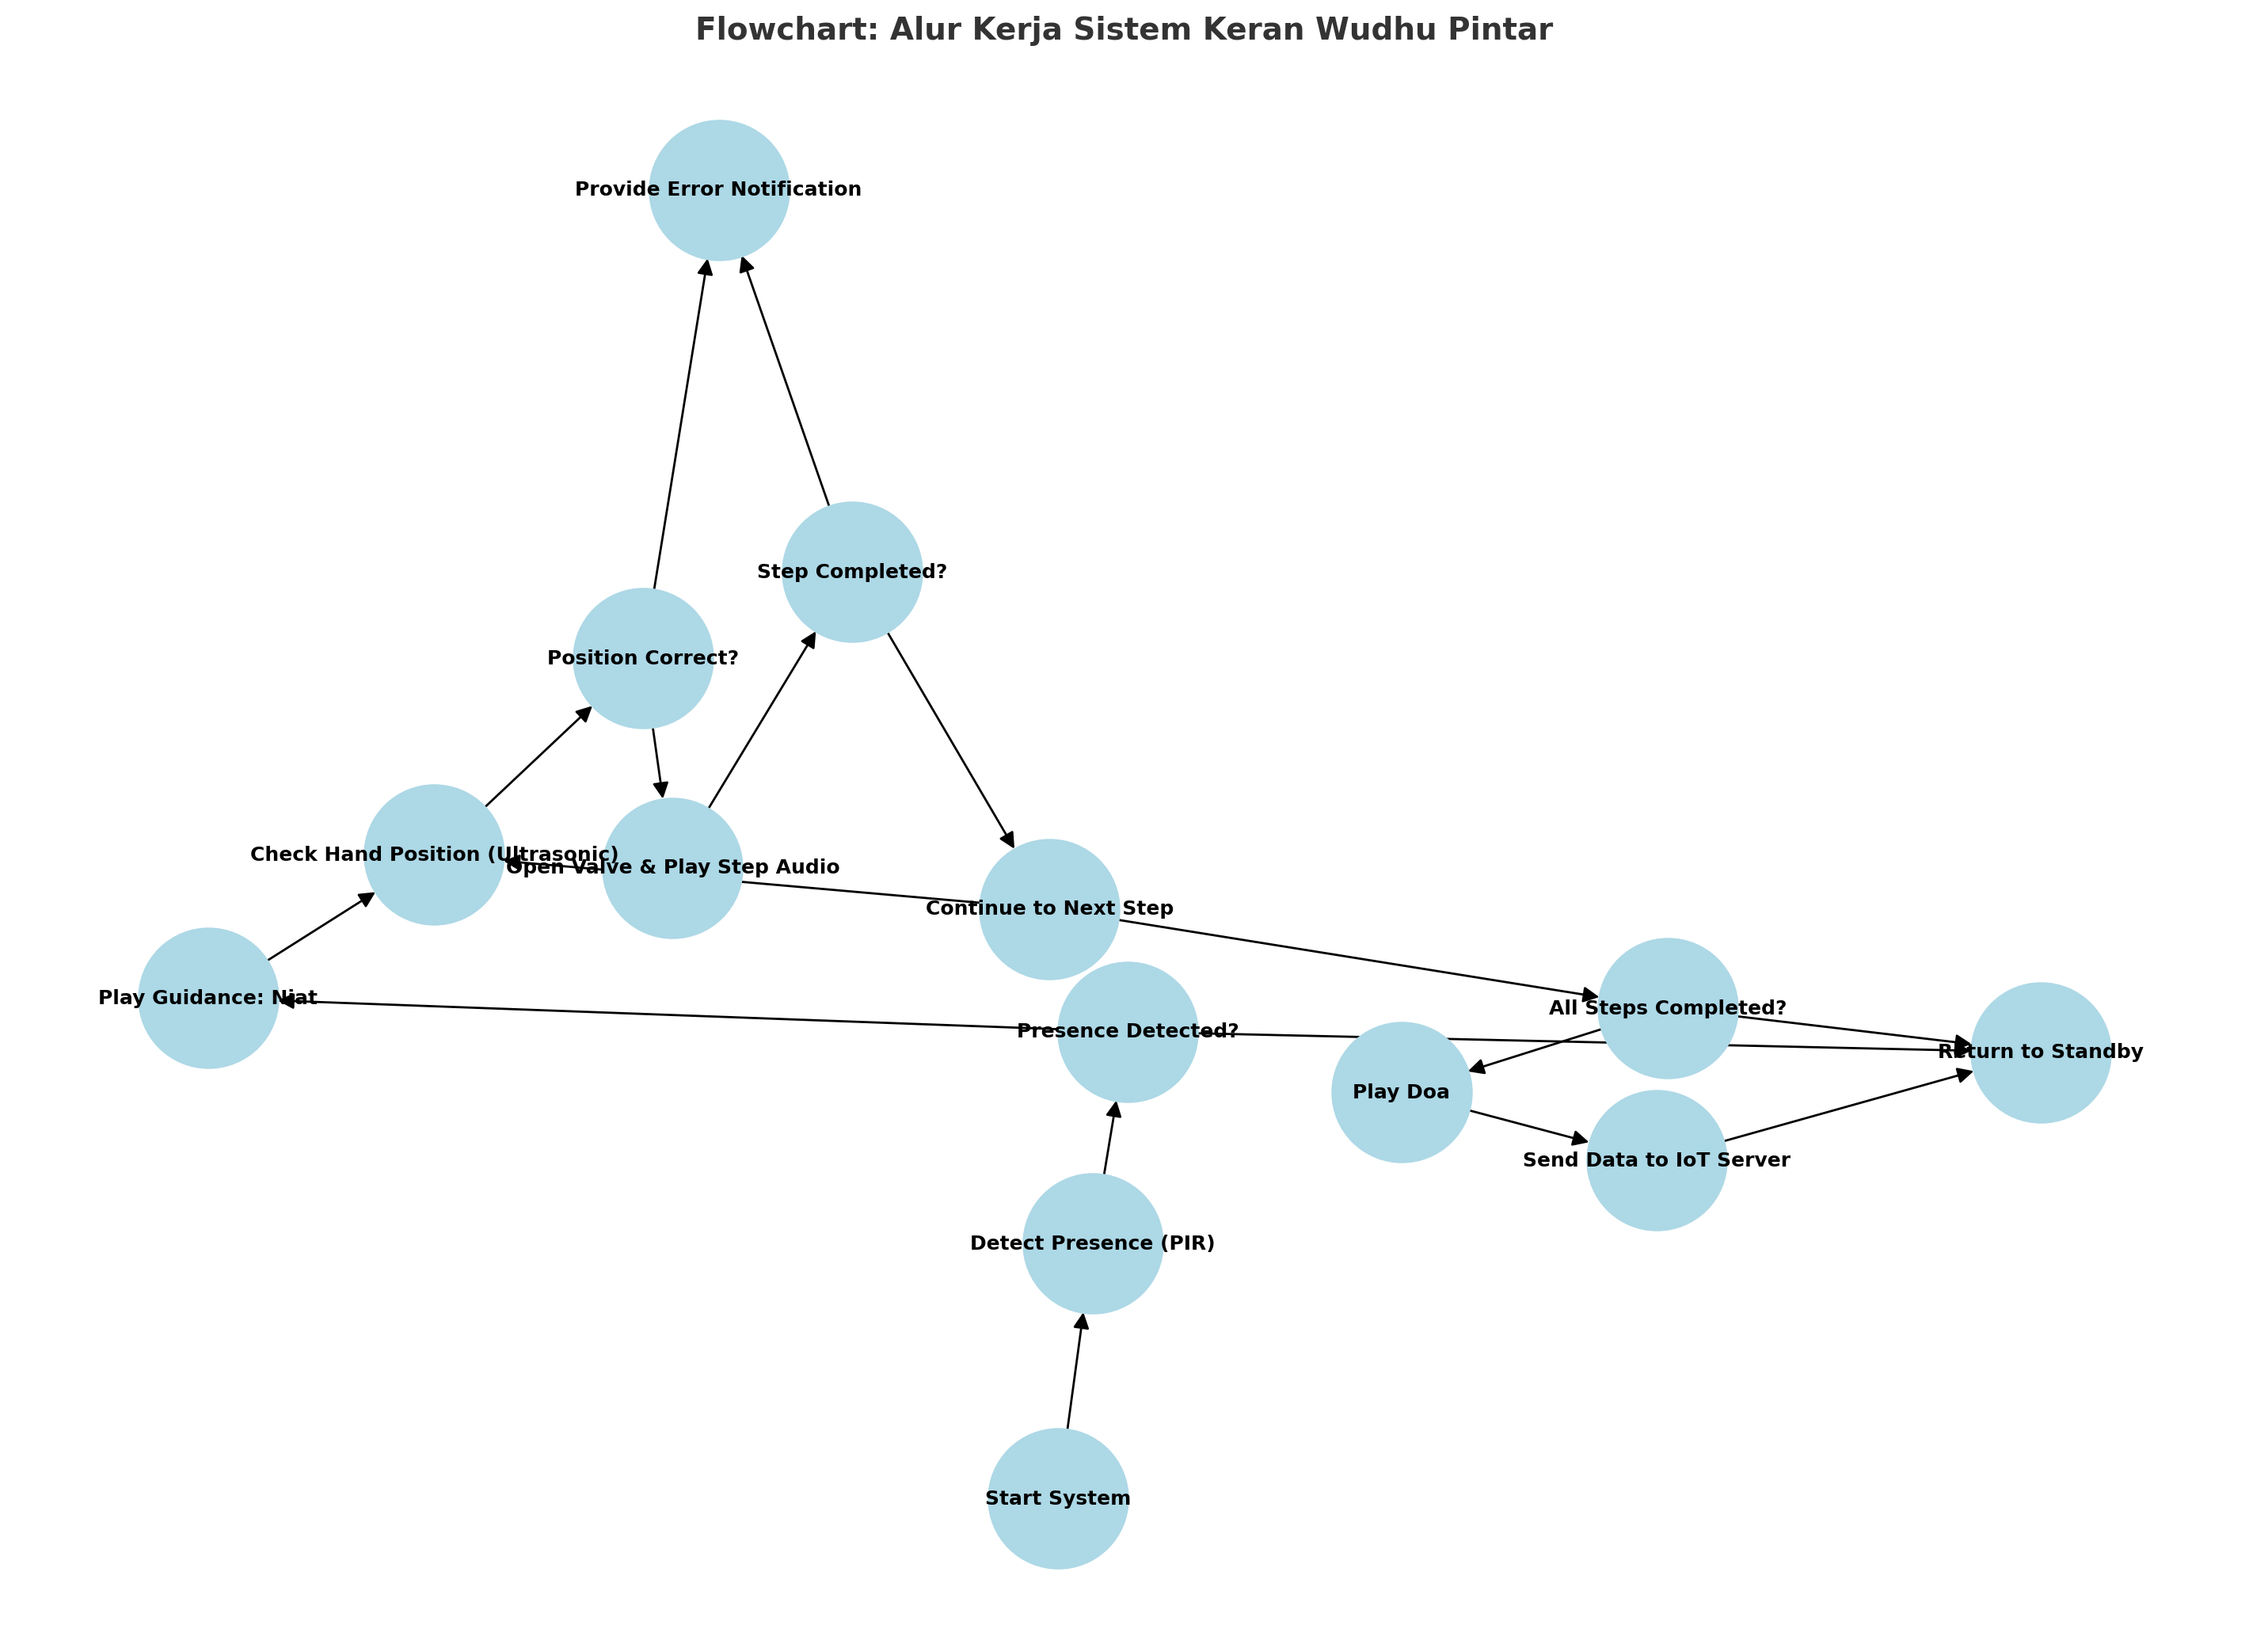 Flowchart: Alur Kerja Sistem Keran Wudhu Pintar
Provide Error Notification
Step Completed?
Position Correct?
Check Hand Position (Ultrasonic)
Open Valve & Play Step Audio
Continue to Next Step
Play Guidance: Niat
All Steps Completed?
Presence Detected?
Return to Standby
Play Doa
Send Data to IoT Server
Detect Presence (PIR)
Start System